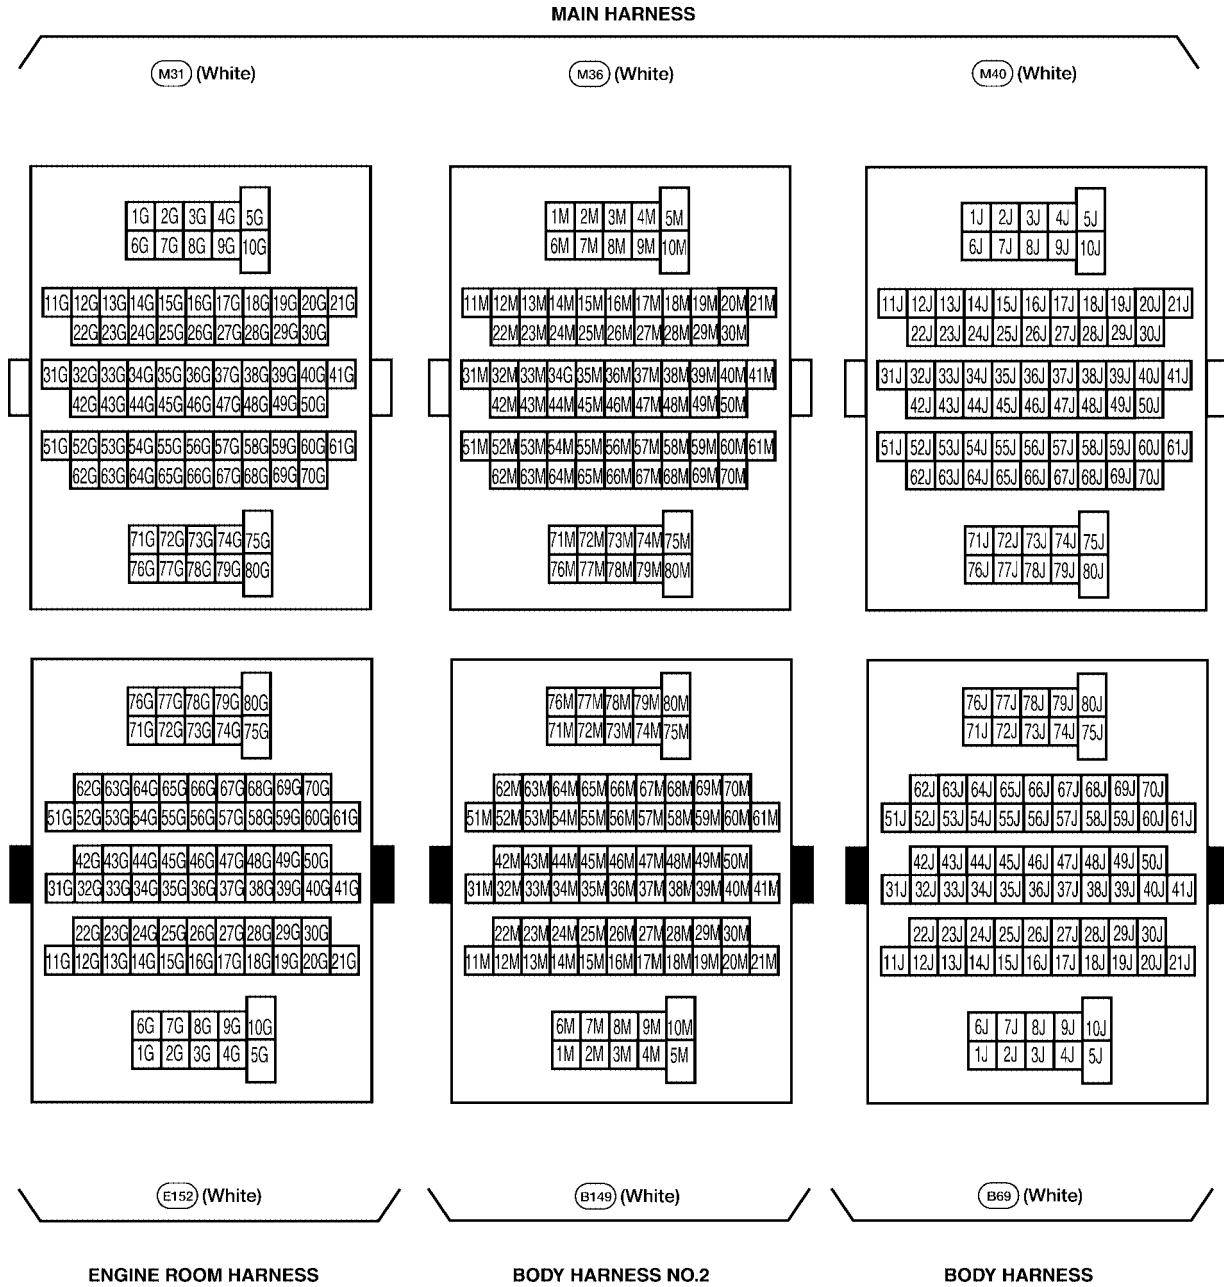 MAIN HARNESS
M31 (White) M36 (White) M40 (White)
1G 2G 3G 4G 5G 1M 2M 3M 4M 5M 1J 2J 3J 4J 5J
6G 7G 8G 9G 10G 6M 7M 8M 9M 10M 6J 7J 8J 9J 10J
11G 12G 13G 14G 15G 16G 17G 18G 19G 20G 21G 11M 12M 13M 14M 15M 16M 17M 18M 19M 20M 21M 11J 12J 13J 14J 15J 16J 17J 18J 19J 20J 21J
22G 23G 24G 25G 26G 27G 28G 29G 30G 22M 23M 24M 25M 26M 27M 28M 29M 30M 22J 23J 24J 25J 26J 27J 28J 29J 30J
31G 32G 33G 34G 35G 36G 37G 38G 39G 40G 41G 31M 32M 33M 34G 35M 36M 37M 38M 39M 40M 41M 31J 32J 33J 34J 35J 36J 37J 38J 39J 40J 41J
42G 43G 44G 45G 46G 47G 48G 49G 50G 42M 43M 44M 45M 46M 47M 48M 49M 50M 42J 43J 44J 45J 46J 47J 48J 49J 50J
51G 52G 53G 54G 55G 56G 57G 58G 59G 60G 61G 51M 52M 53M 54M 55M 56M 57M 58M 59M 60M 61M 51J 52J 53J 54J 55J 56J 57J 58J 59J 60J 61J
62G 63G 64G 65G 66G 67G 68G 69G 70G 62M 63M 64M 65M 66M 67M 68M 69M 70M 62J 63J 64J 65J 66J 67J 68J 69J 70J
71G 72G 73G 74G 75G 71M 72M 73M 74M 75M 71J 72J 73J 74J 75J
76G 77G 78G 79G 80G 76M 77M 78M 79M 80M 76J 77J 78J 79J 80J
76G 77G 78G 79G 80G 76M 77M 78M 79M 80M 76J 77J 78J 79J 80J
71G 72G 73G 74G 75G 71M 72M 73M 74M 75M 71J 72J 73J 74J 75J
62G 63G 64G 65G 66G 67G 68G 69G 70G 62M 63M 64M 65M 66M 67M 68M 69M 70M 62J 63J 64J 65J 66J 67J 68J 69J 70J
51G 52G 53G 54G 55G 56G 57G 58G 59G 60G 61G 51M 52M 53M 54M 55M 56M 57M 58M 59M 60M 61M 51J 52J 53J 54J 55J 56J 57J 58J 59J 60J 61J
42G 43G 44G 45G 46G 47G 48G 49G 50G 42M 43M 44M 45M 46M 47M 48M 49M 50M 42J 43J 44J 45J 46J 47J 48J 49J 50J
31G 32G 33G 34G 35G 36G 37G 38G 39G 40G 41G 31M 32M 33M 34M 35M 36M 37M 38M 39M 40M 41M 31J 32J 33J 34J 35J 36J 37J 38J 39J 40J 41J
22G 23G 24G 25G 26G 27G 28G 29G 30G 22M 23M 24M 25M 26M 27M 28M 29M 30M 22J 23J 24J 25J 26J 27J 28J 29J 30J
11G 12G 13G 14G 15G 16G 17G 18G 19G 20G 21G 11M 12M 13M 14M 15M 16M 17M 18M 19M 20M 21M 11J 12J 13J 14J 15J 16J 17J 18J 19J 20J 21J
6G 7G 8G 9G 10G 6M 7M 8M 9M 10M 6J 7J 8J 9J 10J
1G 2G 3G 4G 5G 1M 2M 3M 4M 5M 1J 2J 3J 4J 5J
E152 (White) B149 (White) B69 (White)
ENGINE ROOM HARNESS BODY HARNESS NO.2 BODY HARNESS